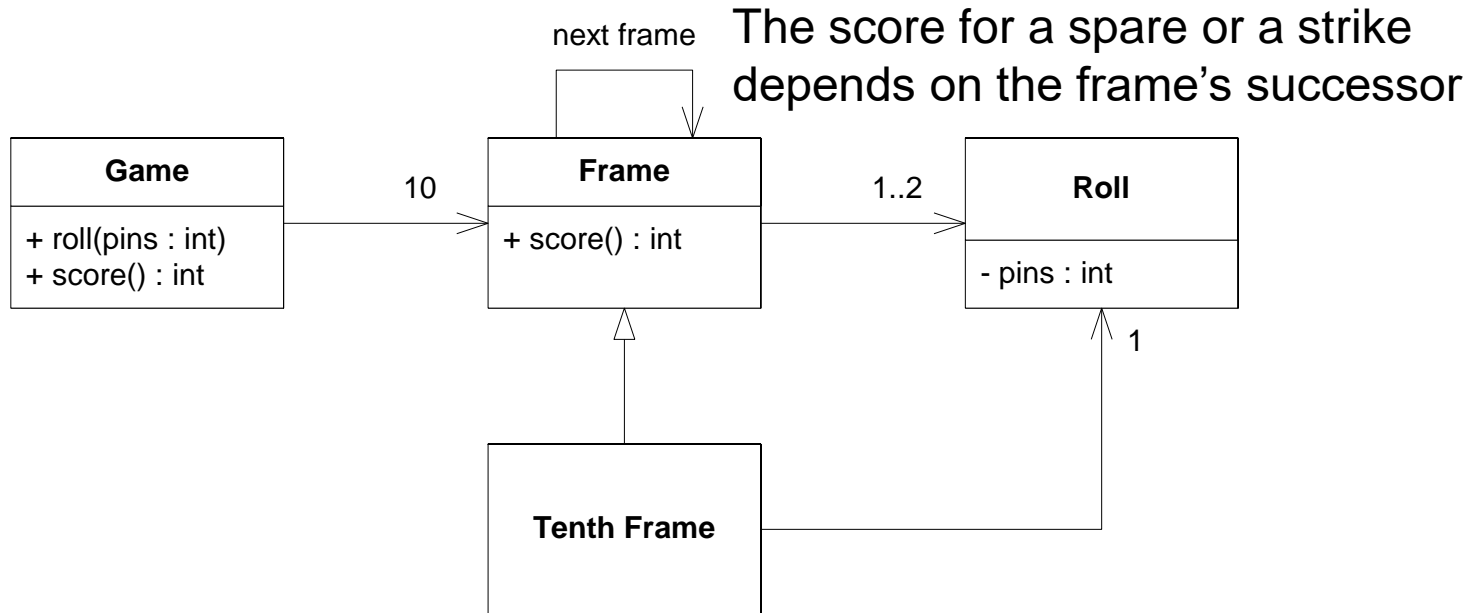 next frame
The score for a spare or a strike
depends on the frame’s successor
Game
+ roll(pins : int)
+ score() : int
10
Frame
+ score() : int
1..2
Roll
- pins : int
1
Tenth Frame